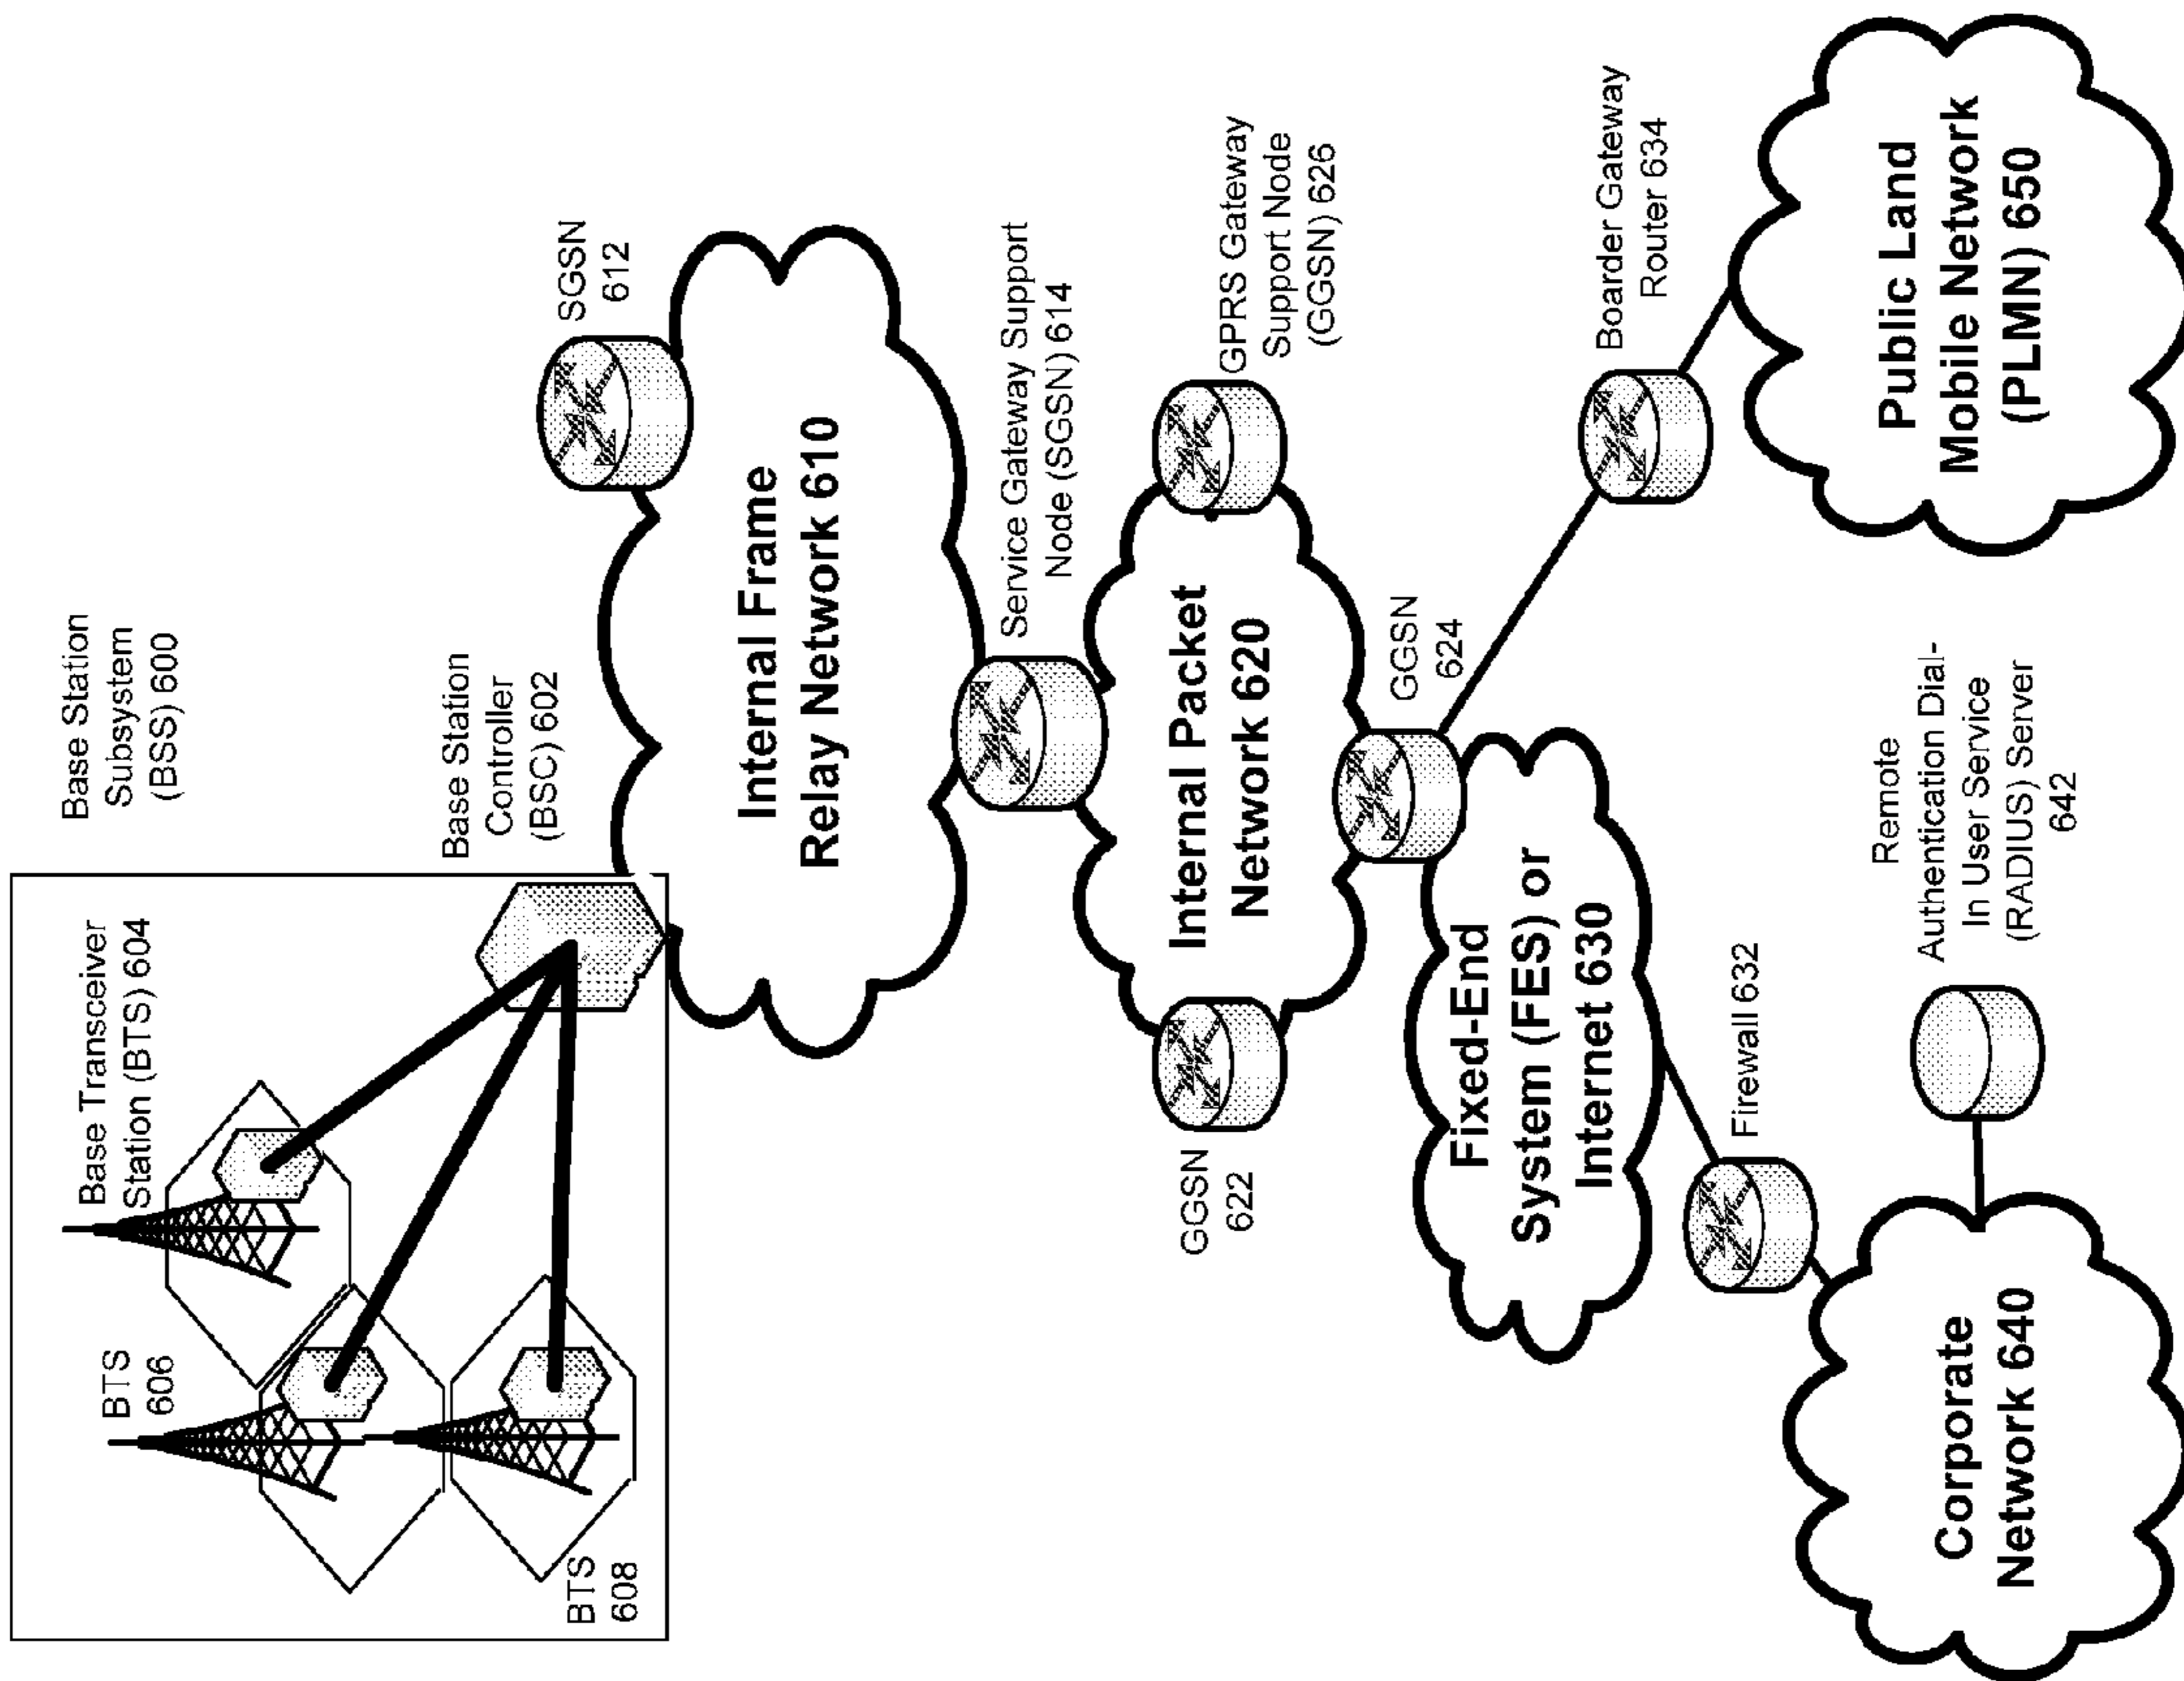 Base Station
Subsystem
(BSS) 600
Base Transceiver
Station (BTS) 604
BTS
606
BTS
608
Base Station
Controller
(BSC) 602
SGSN
612
Internal Frame
Relay Network 610
Service Gateway Support
Node (SGSN) 614
GPRS Gateway
Support Node
(GGSN) 626
Internal Packet
Network 620
GGSN
622
GGSN
624
Boarder Gateway
Router 634
Fixed-End
System (FES) or
Internet 630
Firewall 632
Remote
Authentication Dial-
In User Service
(RADIUS) Server
642
Public Land
Mobile Network
(PLMN) 650
Corporate
Network 640